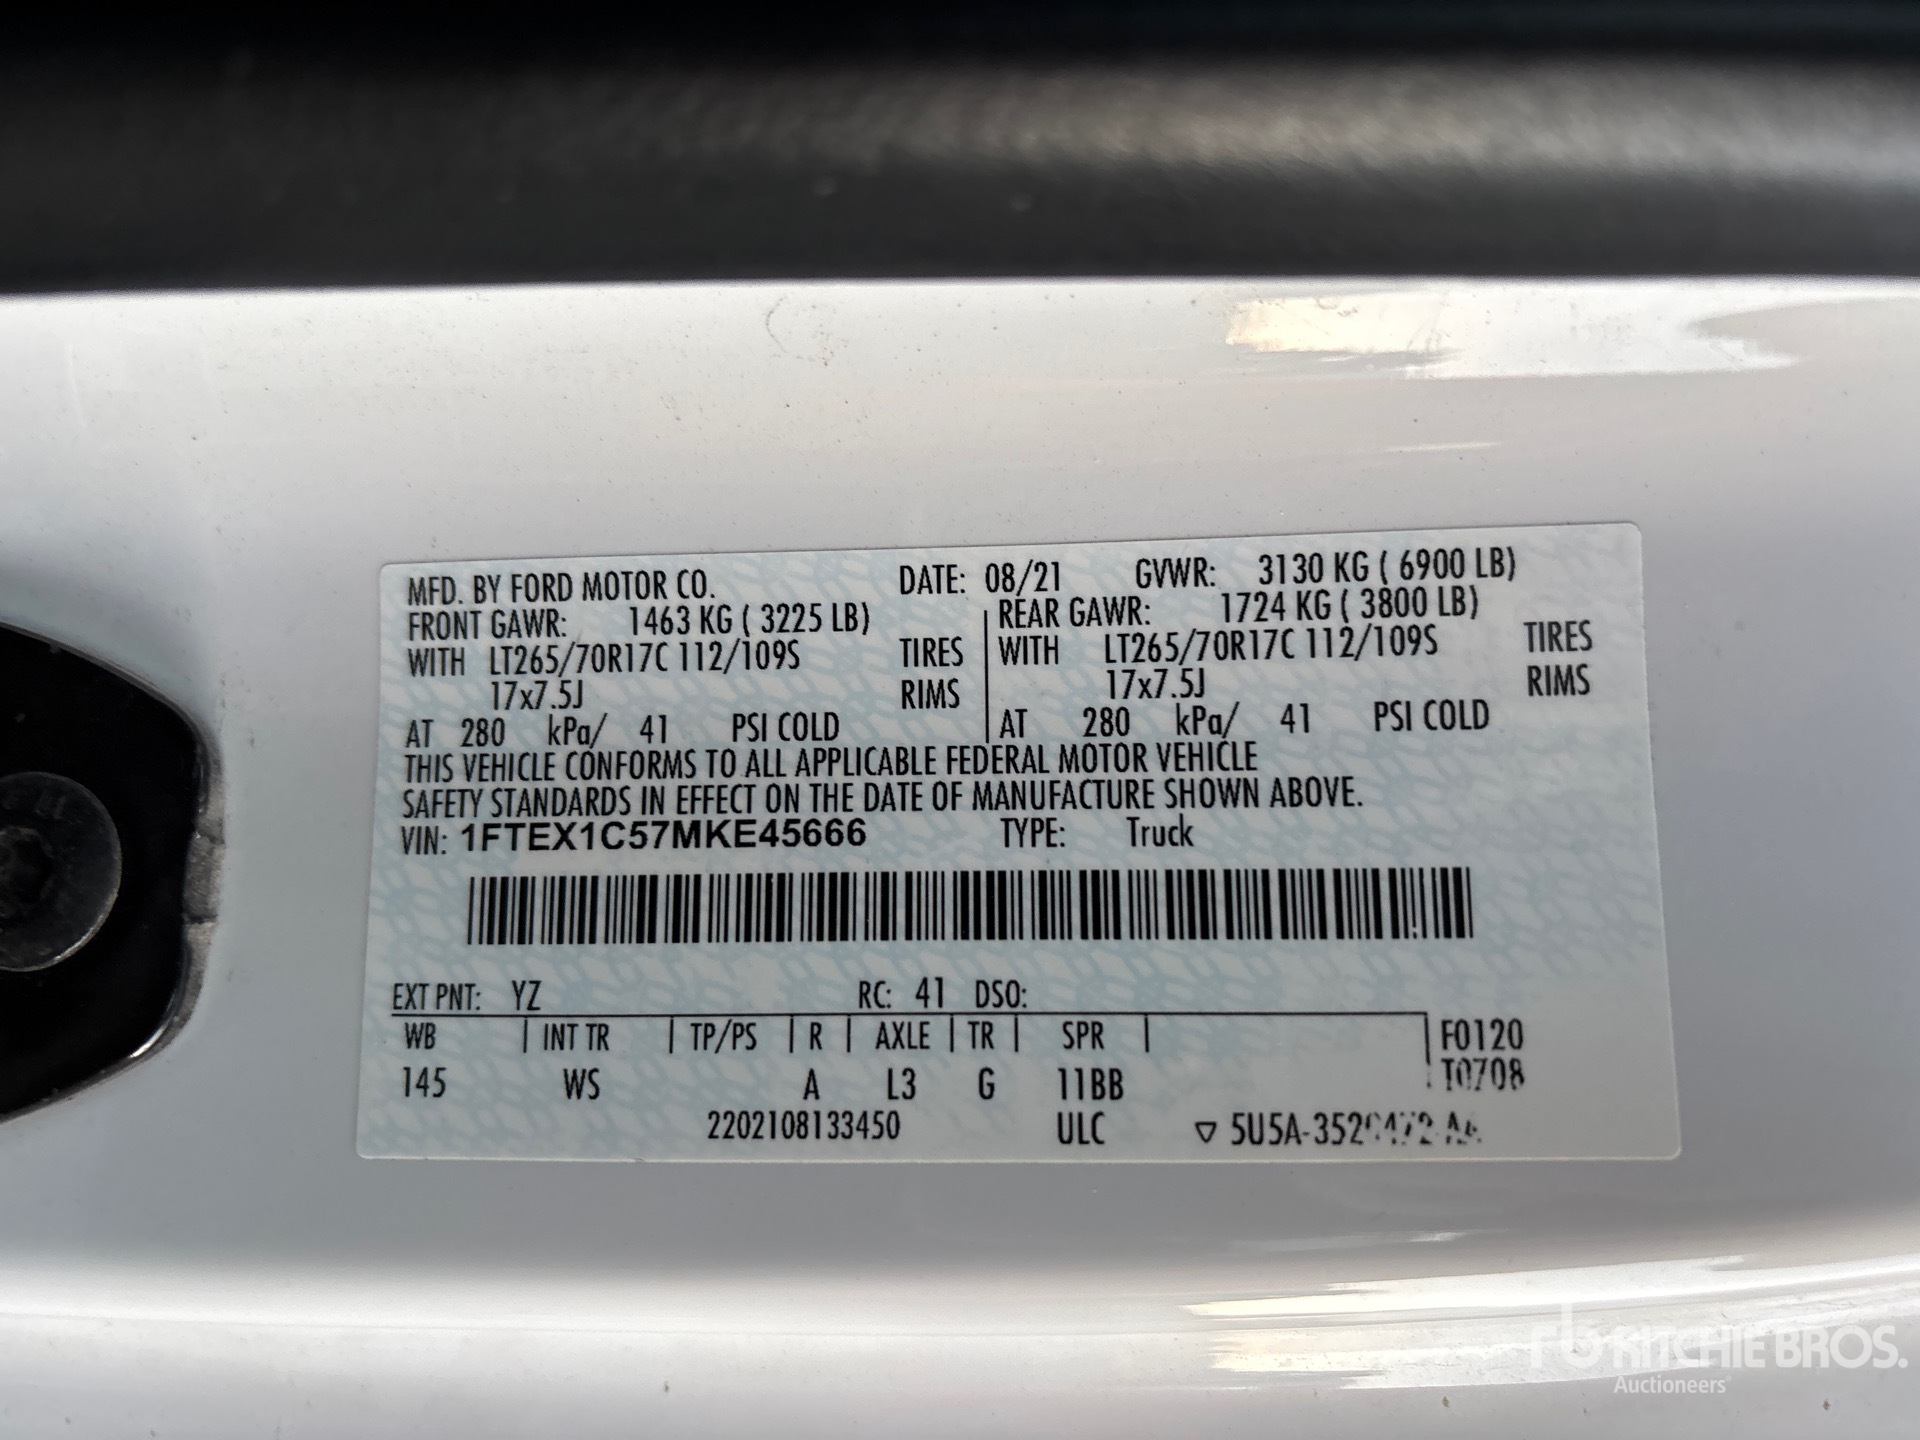 MFD. BY FORD MOTOR CO. DATE: 08/21 GVWR: 3130 KG ( 6900 LB)
FRONT GAWR: 1463 KG ( 3225 LB) REAR GAWR: 1724 KG ( 3800 LB)
WITH LT265/70R17C 112/109S TIRES WITH LT265/70R17C 112/109S TIRES
17x7.5J RIMS 17x7.5J RIMS
AT 280 kPa/ 41 PSI COLD AT 280 kPa/ 41 PSI COLD
THIS VEHICLE CONFORMS TO ALL APPLICABLE FEDERAL MOTOR VEHICLE
SAFETY STANDARDS IN EFFECT ON THE DATE OF MANUFACTURE SHOWN ABOVE.
VIN: 1FTEX1C57MKE45666 TYPE: Truck
EXT PNT: YZ RC: 41 DSO:
WB INT TR TP/PS R AXLE TR SPR F0120
145 WS A L3 G 11BB T0708
2202108133450 ULC
RITCHIE BROS.
Auctioneers